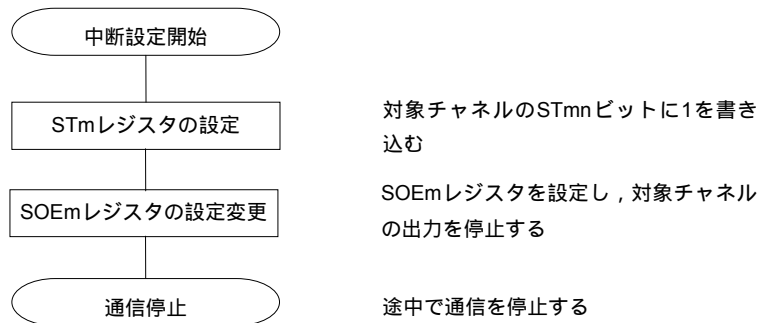 中断設定開始
STmレジスタの設定
対象チャネルのSTmnビットに1を書き
込む
SOEmレジスタの設定変更
SOEmレジスタを設定し，対象チャネル
の出力を停止する
通信停止
途中で通信を停止する